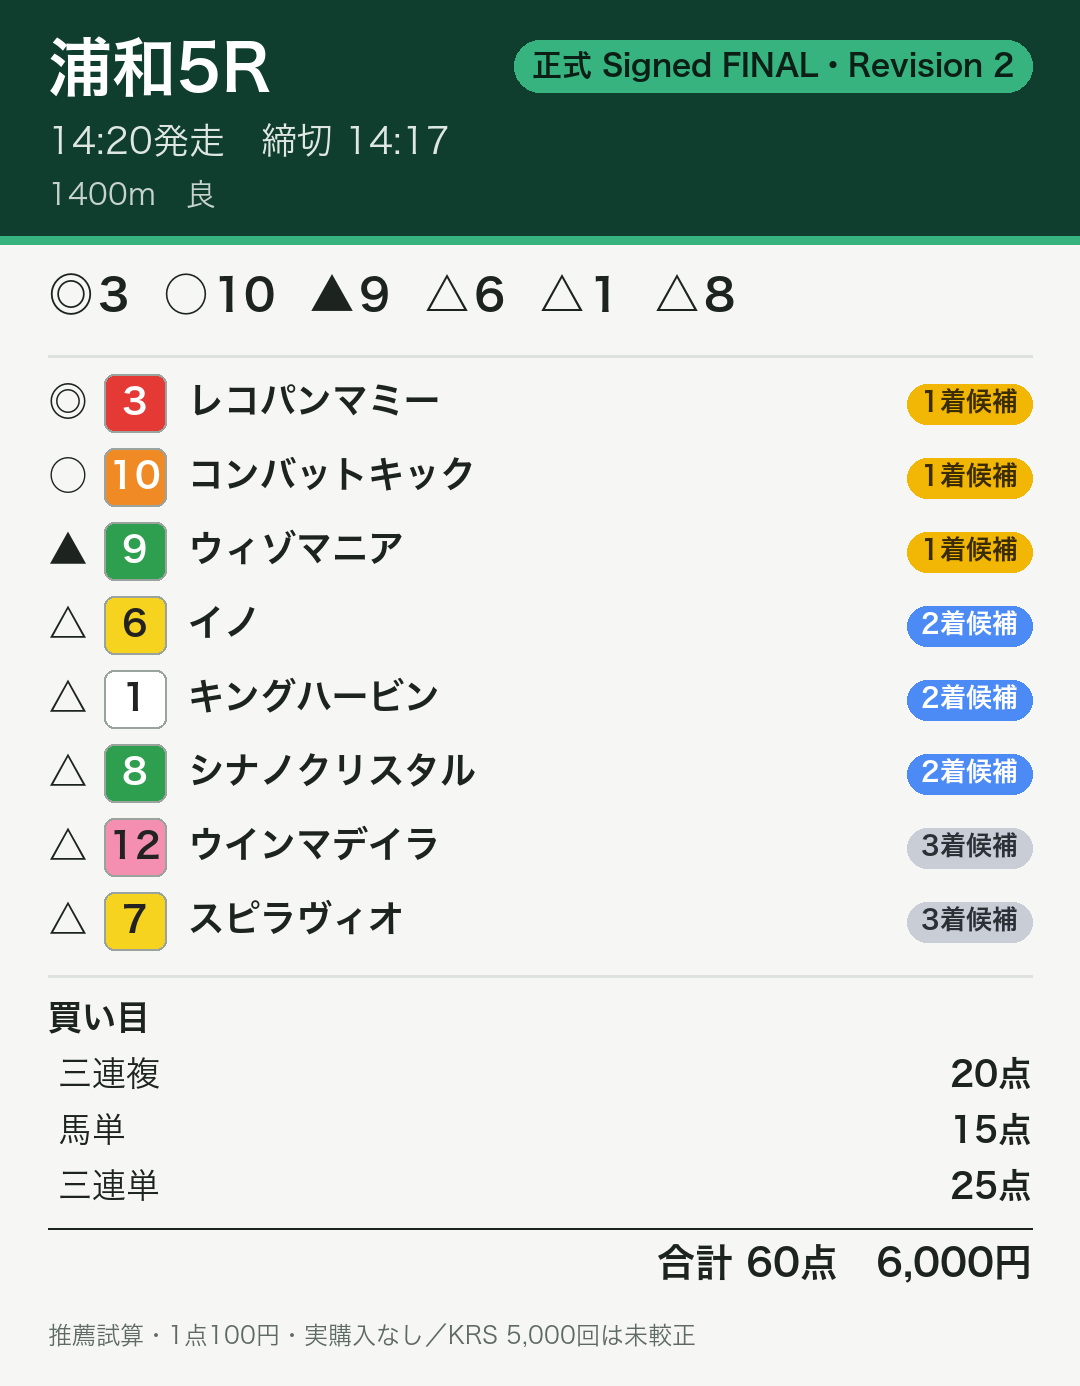 浦和5R
正式 Signed FINAL・Revision 2
14:20発走　締切 14:17
1400m　良
◎3 ○10 ▲9 △6 △1 △8
◎ 3 レコパンマミー 1着候補
○ 10 コンバットキック 1着候補
▲ 9 ウィゾマニア 1着候補
△ 6 イノ 2着候補
△ 1 キングハービン 2着候補
△ 8 シナノクリスタル 2着候補
△ 12 ウインマデイラ 3着候補
△ 7 スピラヴィオ 3着候補
買い目
三連複 20点
馬単 15点
三連単 25点
合計 60点　6,000円
推薦試算・1点100円・実購入なし／KRS 5,000回は未較正